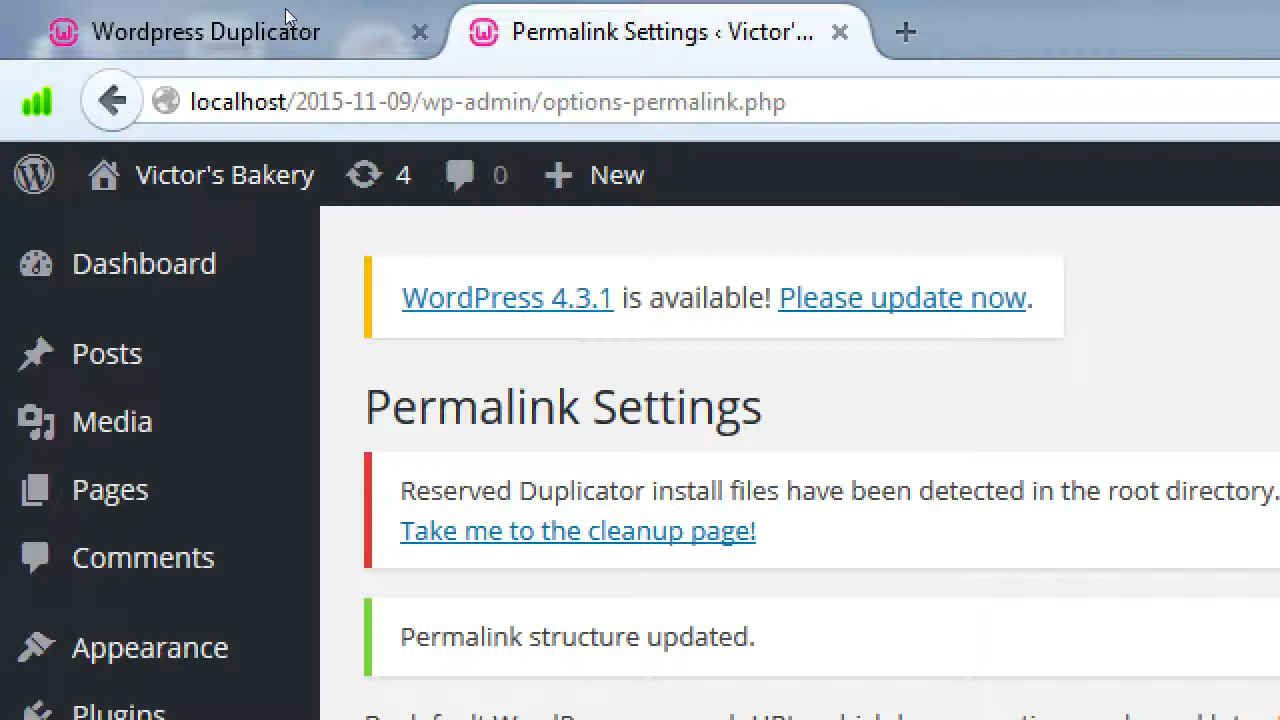 Wordpress Duplicator
Permalink Settings ‹ Victor'...
localhost/2015-11-09/wp-admin/options-permalink.php
Victor's Bakery 4 0 New
Dashboard
Posts
Media
Pages
Comments
Appearance
Plugins
WordPress 4.3.1 is available! Please update now.
Permalink Settings
Reserved Duplicator install files have been detected in the root directory.
Take me to the cleanup page!
Permalink structure updated.